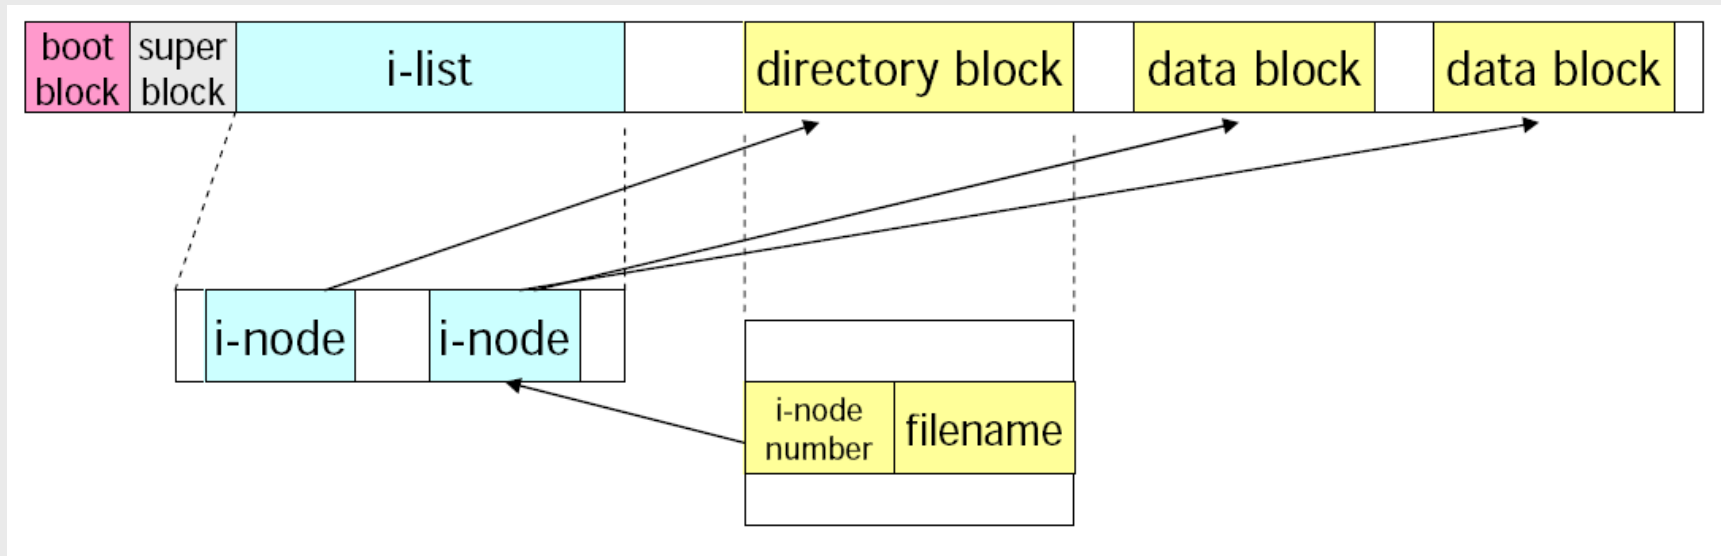 boot
block
super
block
i-list
directory block
data block
data block
i-node
i-node
i-node
number
filename